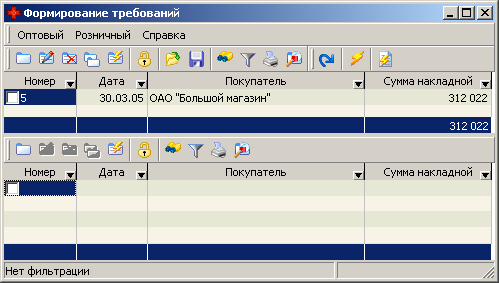 Формирование требований
Оптовый Розничный Справка
Номер Дата Покупатель Сумма накладной
5 30.03.05 ОАО "Большой магазин" 312 022
312 022
Номер Дата Покупатель Сумма накладной
Нет фильтрации